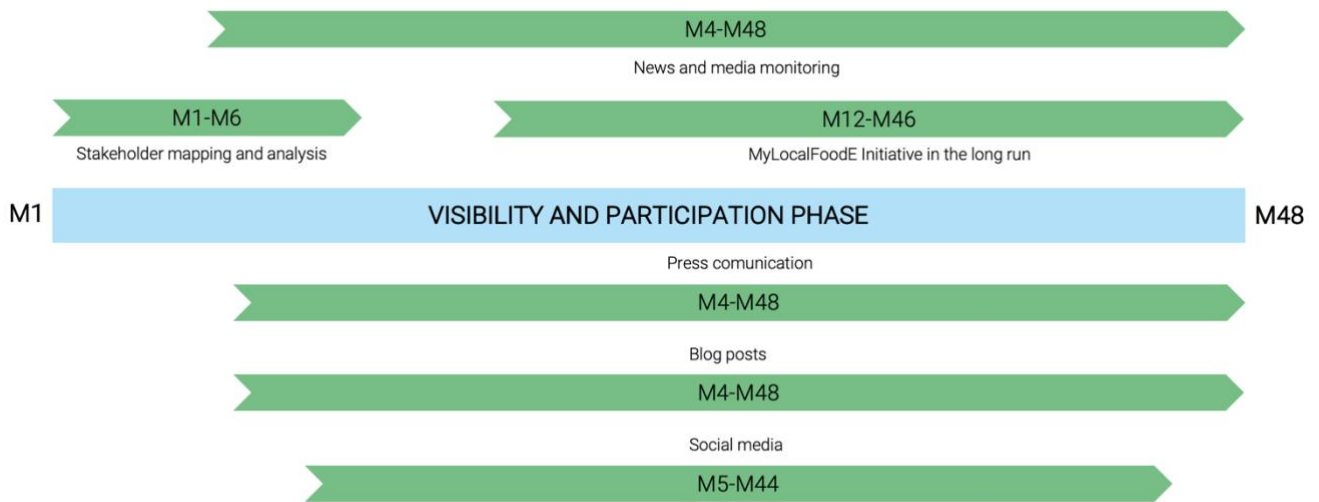 M4-M48
News and media monitoring
M1-M6
Stakeholder mapping and analysis
M12-M46
MyLocalFoodE Initiative in the long run
M1
VISIBILITY AND PARTICIPATION PHASE
M48
Press comunication
M4-M48
Blog posts
M4-M48
Social media
M5-M44